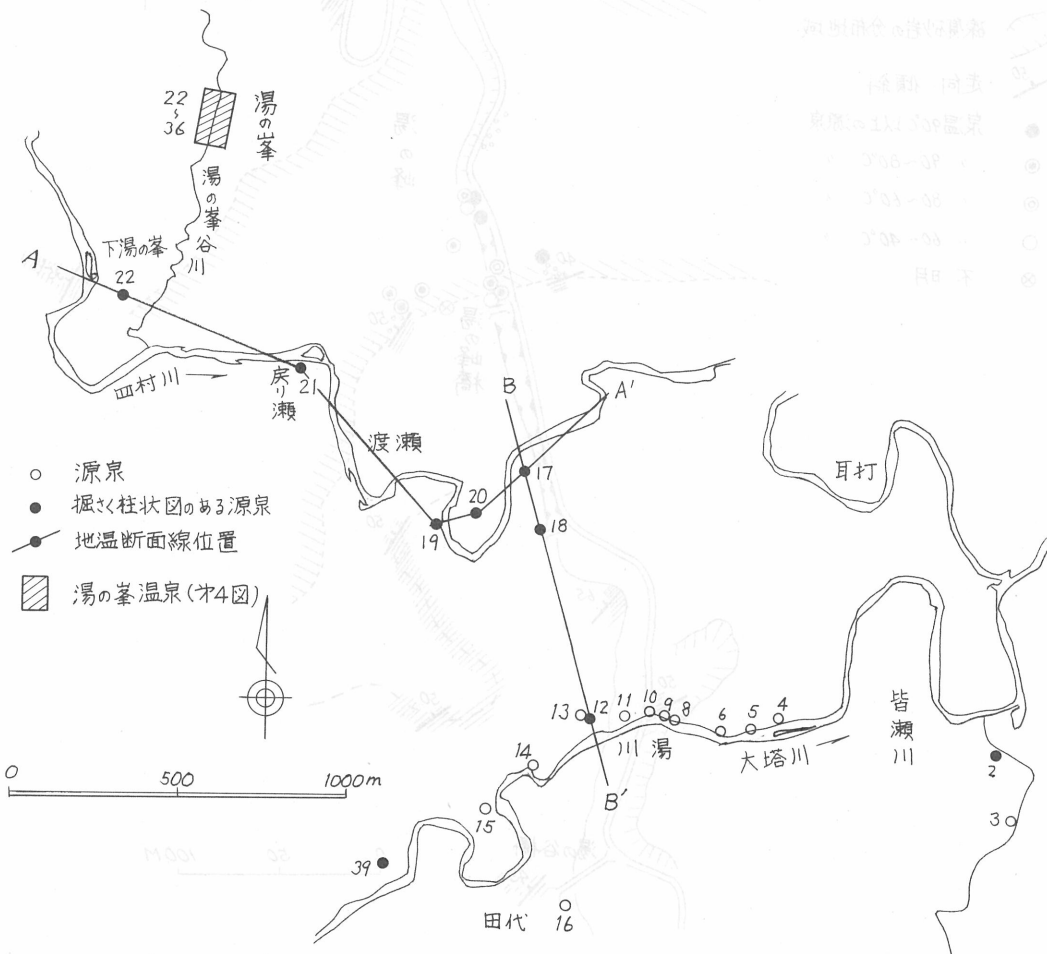 22
〜
36
湯の峯
湯の峯谷川
A
下湯の峯
22
四村川
戻り瀬
21
渡瀬
B
A'
耳打
17
20
18
19
○ 源泉
● 掘さく柱状図のある源泉
地温断面線位置
湯の峯温泉(才4図)
13
12
11
10
9
8
6
5
4
川湯
大塔川
皆瀬川
2
3
14
15
B'
0 500 1000m
39
田代
16